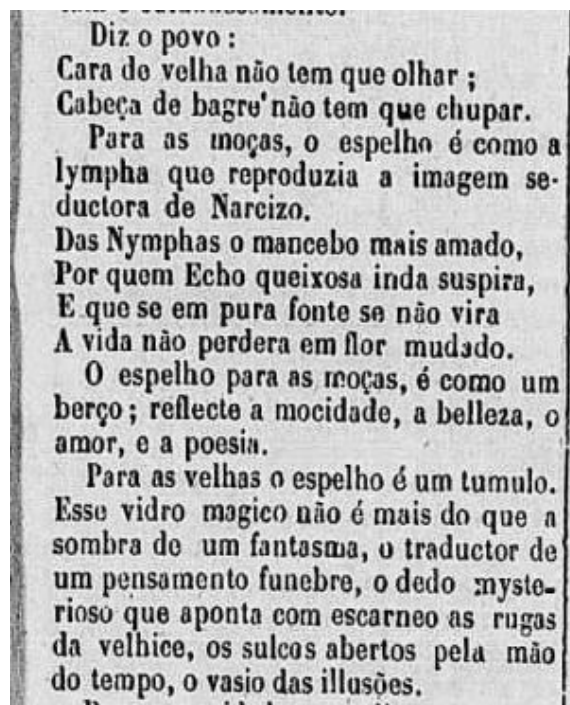 Diz o povo :
Cara de velha não tem que olhar ;
Cabeça de bagre não tem que chupar.
Para as moças, o espelho é como a
lympha que reproduzia a imagem se-
ductora de Narcizo.
Das Nymphas o mancebo mais amado,
Por quem Echo queixosa inda suspira,
E que se em pura fonte se não vira
A vida não perdera em flor mudado.
O espelho para as moças, é como um
berço ; reflecte a mocidade, a belleza, o
amor, e a poesia.
Para as velhas o espelho é um tumulo.
Esse vidro magico não é mais do que a
sombra de um fantasma, o traductor de
um pensamento funebre, o dedo myste-
rioso que aponta com escarneo as rugas
da velhice, os sulcos abertos pela mão
do tempo, o vasio das illusões.